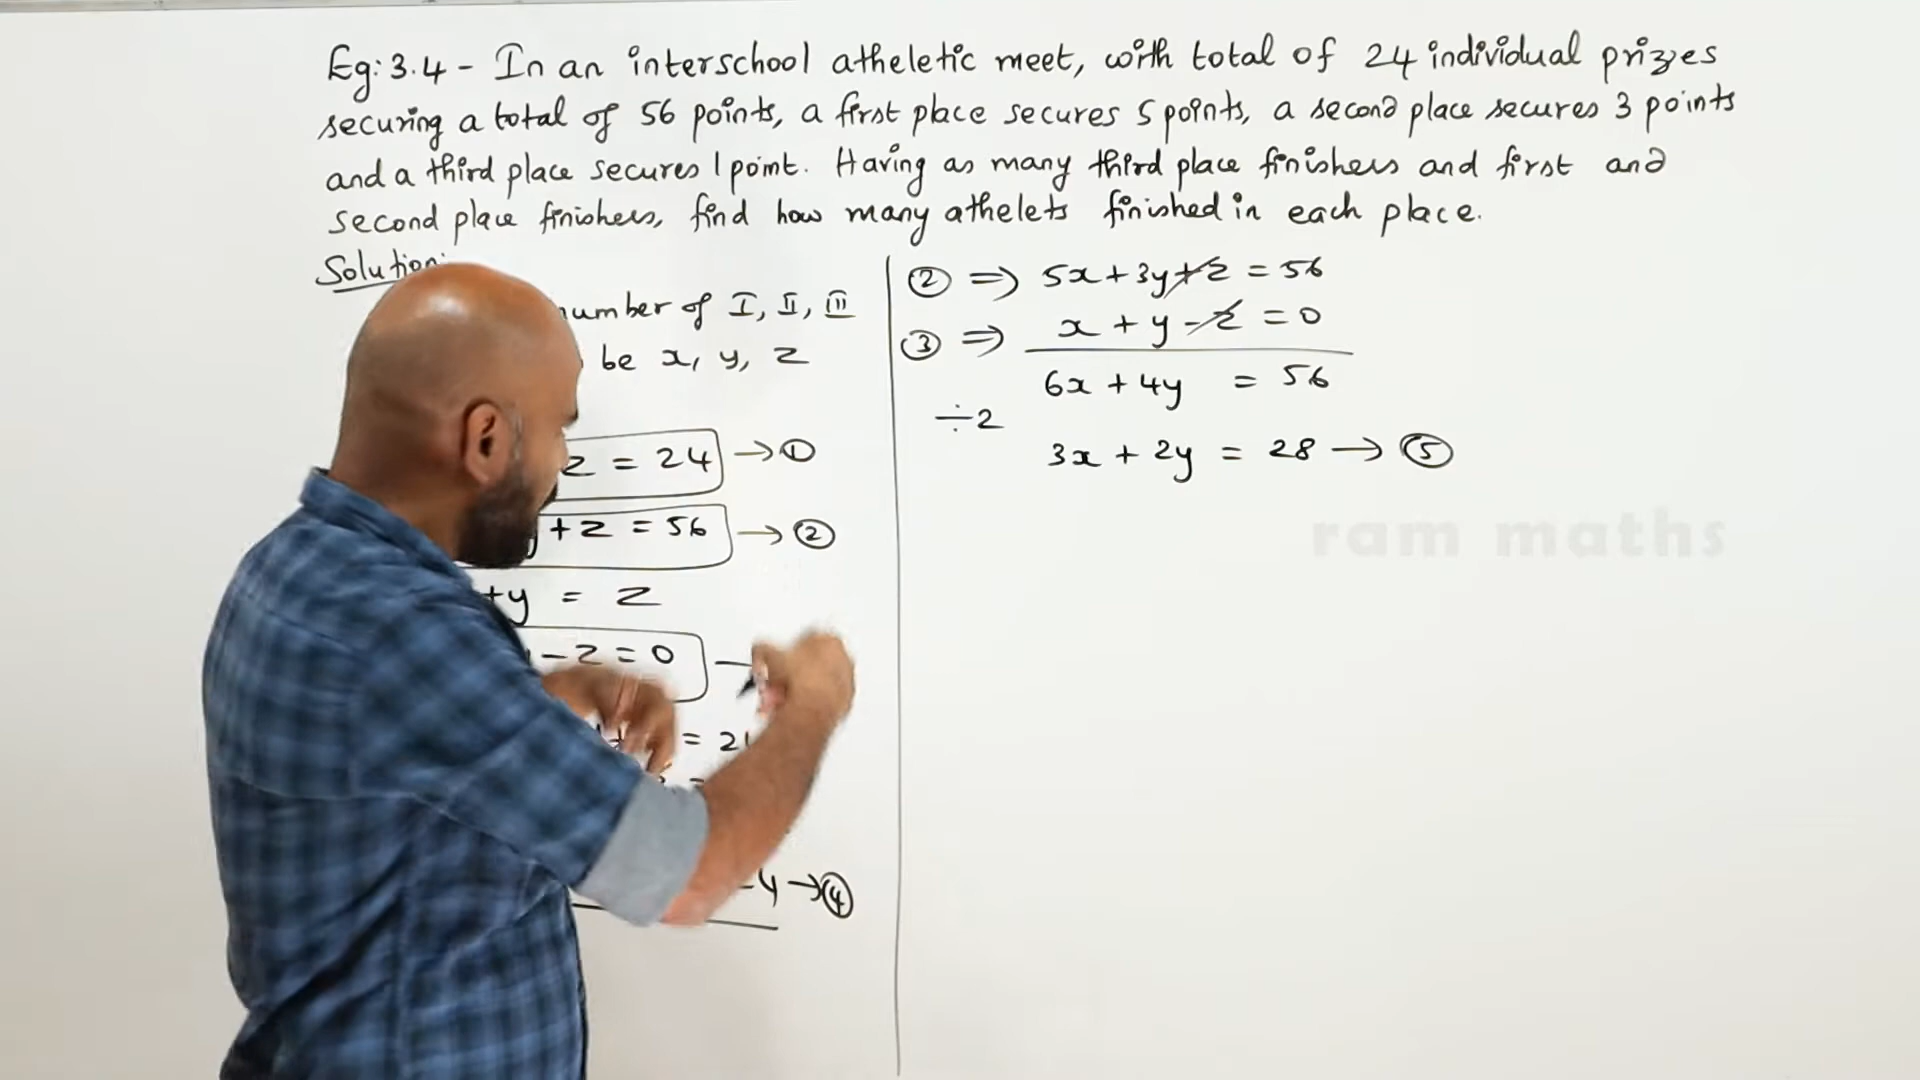 Eg: 3.4 - In an interschool atheletic meet, with total of 24 individual prizes
securing a total of 56 points, a first place secures 5 points, a second place secures 3 points
and a third place secures 1 point. Having as many third place finishers and first and
second place finishers, find how many athelets finished in each place.
Solution:
number of I, II, III
be x, y, z
z = 24 → ①
+ z = 56 → ②
+y = z
- z = 0
= 2
4 → ④
② ⇒ 5x + 3y + z = 56
③ ⇒ x + y - z = 0
6x + 4y = 56
÷2
3x + 2y = 28 → ⑤
ram maths